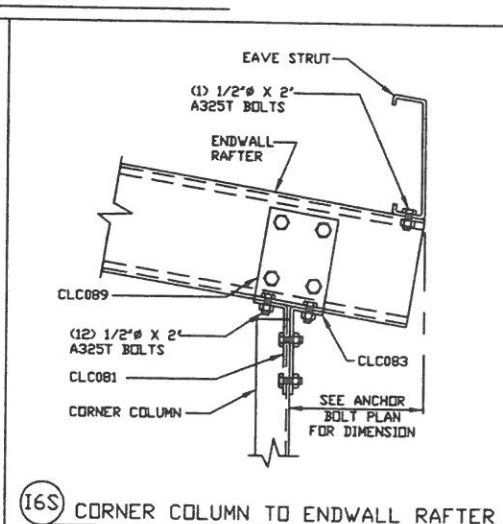 EAVE STRUT
(1) 1/2"ø X 2"
A325T BOLTS
ENDWALL
RAFTER
CLC089
(12) 1/2"ø X 2"
A325T BOLTS
CLC081
CLC083
CORNER COLUMN
SEE ANCHOR
BOLT PLAN
FOR DIMENSION
I6S CORNER COLUMN TO ENDWALL RAFTER